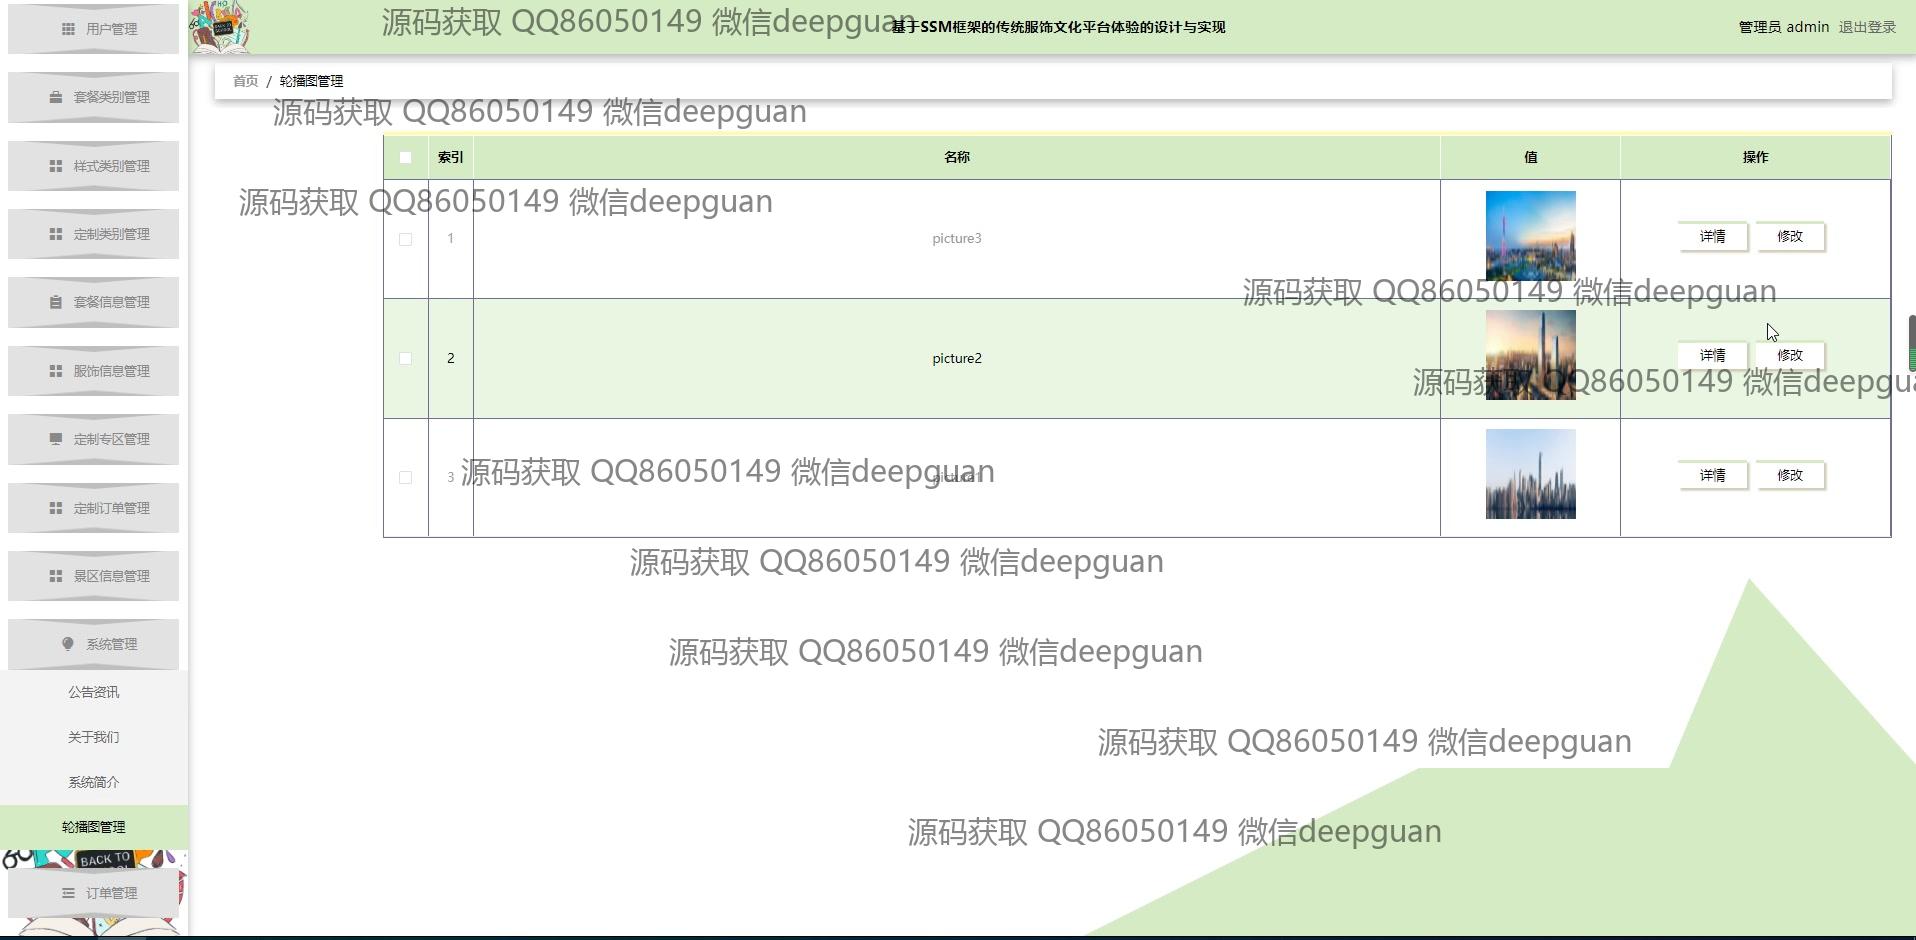 用户管理
套餐类别管理
样式类别管理
定制类别管理
套餐信息管理
服饰信息管理
定制专区管理
定制订单管理
景区信息管理
系统管理
公告资讯
关于我们
系统简介
轮播图管理
BACK TO
订单管理
源码获取 QQ86050149 微信deepguan
基于SSM框架的传统服饰文化平台体验的设计与实现
管理员 admin 退出登录
首页 / 轮播图管理
源码获取 QQ86050149 微信deepguan
索引 名称 值 操作
源码获取 QQ86050149 微信deepguan
1 picture3 详情 修改
源码获取 QQ86050149 微信deepguan
2 picture2 详情 修改
源码获取 QQ86050149 微信deepgua
3 picture1 详情 修改
源码获取 QQ86050149 微信deepguan
源码获取 QQ86050149 微信deepguan
源码获取 QQ86050149 微信deepguan
源码获取 QQ86050149 微信deepguan
源码获取 QQ86050149 微信deepguan